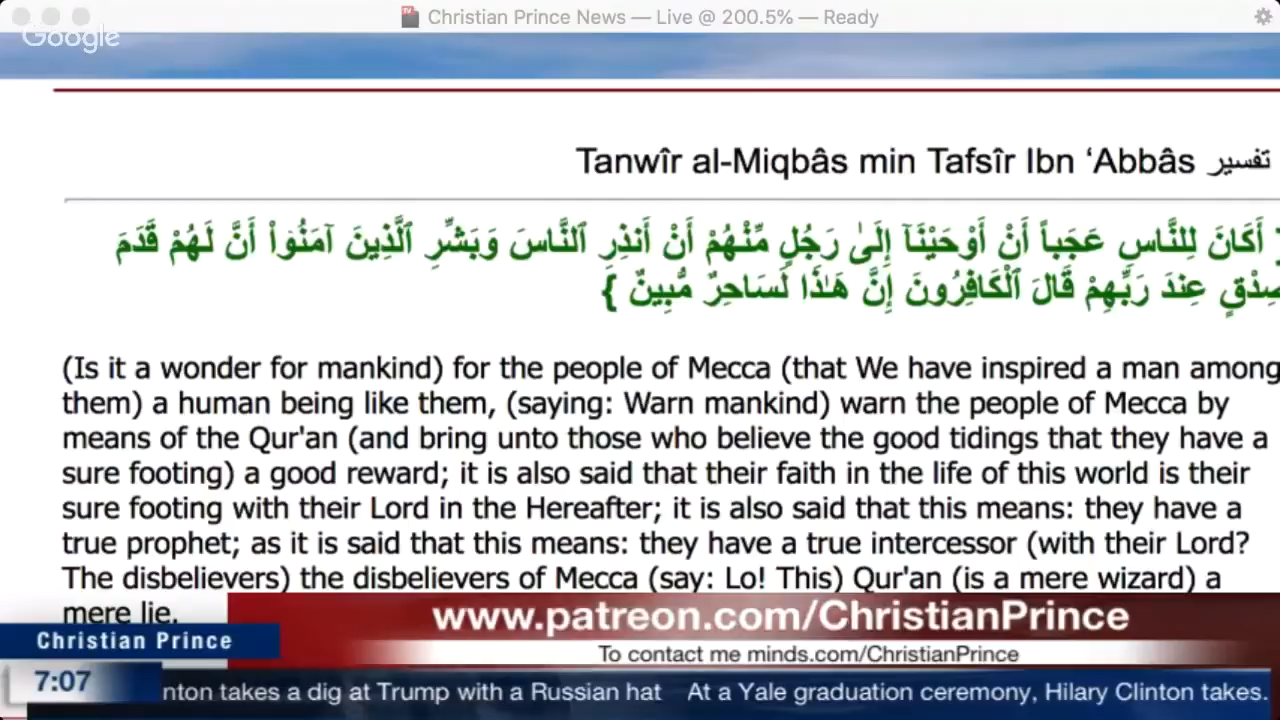 Christian Prince News — Live @ 200.5% — Ready
Google
Tanwîr al-Miqbâs min Tafsîr Ibn ‘Abbâs تفسير
أَكَانَ لِلنَّاسِ عَجَباً أَنْ أَوْحَيْنَآ إِلَىٰ رَجُلٍ مِّنْهُمْ أَنْ أَنذِرِ ٱلنَّاسَ وَبَشِّرِ ٱلَّذِينَ آمَنُوۤاْ أَنَّ لَهُمْ قَدَمَ
صِدْقٍ عِندَ رَبِّهِمْ قَالَ ٱلْكَافِرُونَ إِنَّ هَـٰذَا لَسَاحِرٌ مُّبِينٌ }
(Is it a wonder for mankind) for the people of Mecca (that We have inspired a man among
them) a human being like them, (saying: Warn mankind) warn the people of Mecca by
means of the Qur'an (and bring unto those who believe the good tidings that they have a
sure footing) a good reward; it is also said that their faith in the life of this world is their
sure footing with their Lord in the Hereafter; it is also said that this means: they have a
true prophet; as it is said that this means: they have a true intercessor (with their Lord?
The disbelievers) the disbelievers of Mecca (say: Lo! This) Qur'an (is a mere wizard) a
mere lie.
www.patreon.com/ChristianPrince
Christian Prince
To contact me minds.com/ChristianPrince
7:07
nton takes a dig at Trump with a Russian hat At a Yale graduation ceremony, Hilary Clinton takes.